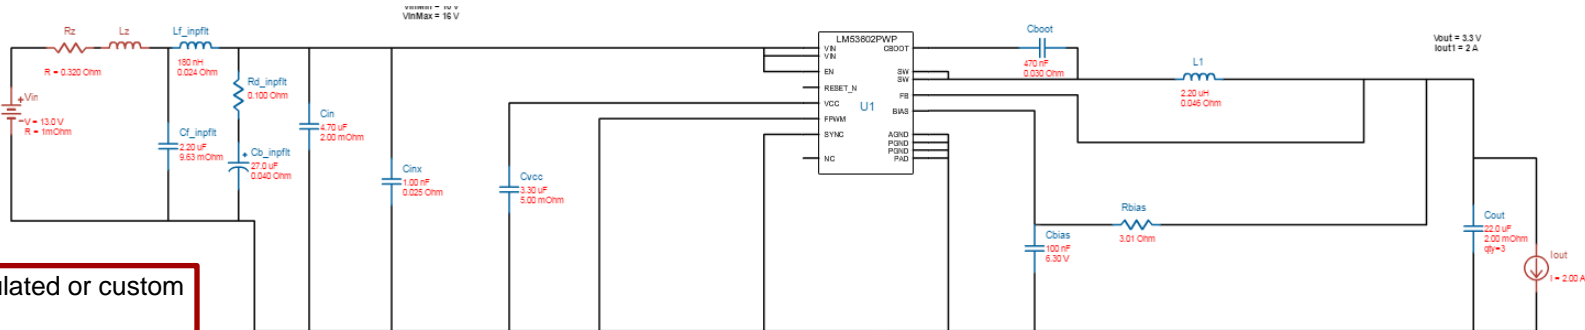 VinMax = 16 V
Rz
R = 0.320 Ohm
Lz
Lf_inpflt
180 nH
0.024 Ohm
Rd_inpflt
0.100 Ohm
Vin
V = 13.0 V
R = 1mOhm
Cf_inpflt
2.20 uF
9.63 mOhm
Cb_inpflt
27.0 uF
0.040 Ohm
Cin
4.70 uF
2.00 mOhm
Cinx
1.00 nF
0.025 Ohm
Cvcc
3.30 uF
5.00 mOhm
LM53602PWP
VIN
VIN
EN
RESET_N
VCC
FPWM
SYNC
NC
U1
CBOOT
SW
SW
FB
BIAS
AGND
PGND
PGND
PAD
Cboot
470 nF
0.030 Ohm
L1
2.20 uH
0.046 Ohm
Vout = 3.3 V
Iout1 = 2 A
Rbias
3.01 Ohm
Cbias
100 nF
6.30 V
Cout
22.0 uF
2.00 mOhm
qty=3
Iout
I = 2.00 A
ulated or custom